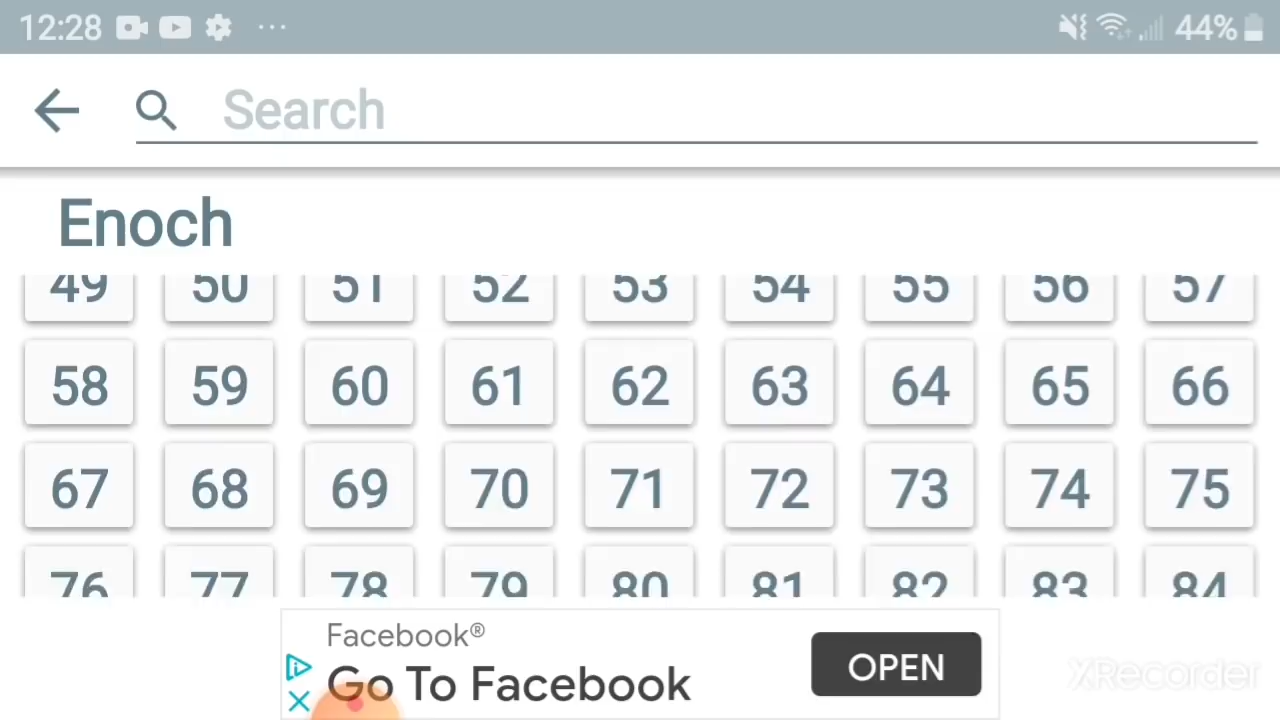 12:28 ... 44%
Search
Enoch
49 50 51 52 53 54 55 56 57
58 59 60 61 62 63 64 65 66
67 68 69 70 71 72 73 74 75
76 77 78 79 80 81 82 83 84
Facebook®
Go To Facebook
OPEN
XRecorder